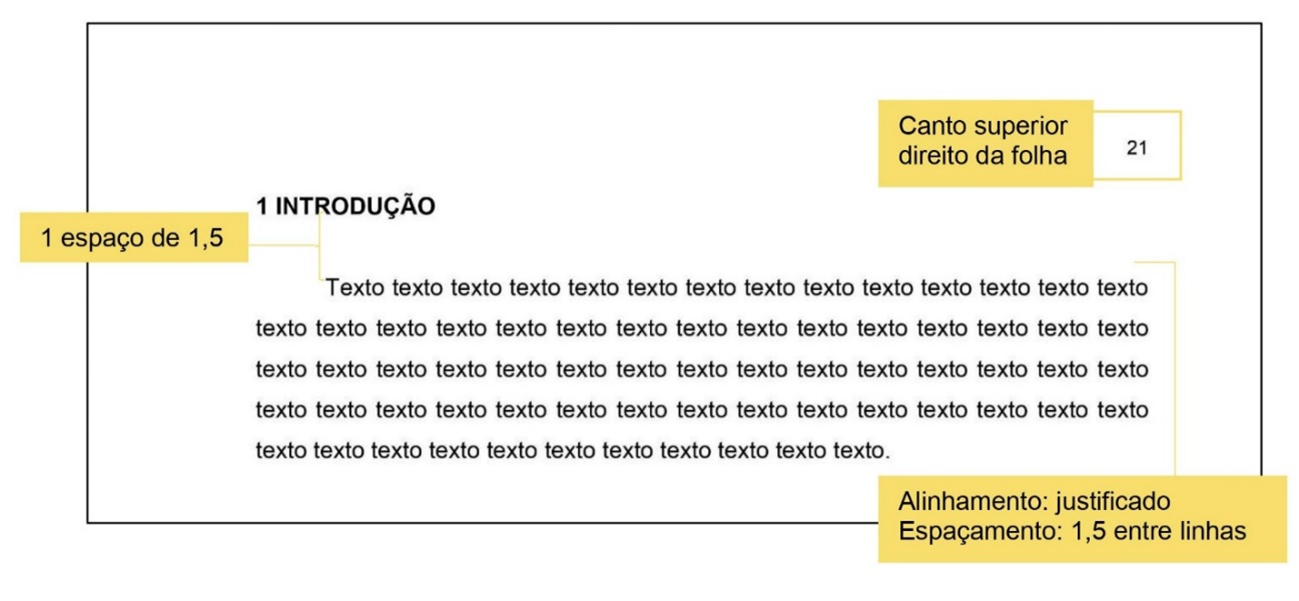 Canto superior
direito da folha
21
1 INTRODUÇÃO
1 espaço de 1,5
Texto texto texto texto texto texto texto texto texto texto texto texto texto texto
texto texto texto texto texto texto texto texto texto texto texto texto texto texto texto
texto texto texto texto texto texto texto texto texto texto texto texto texto texto texto
texto texto texto texto texto texto texto texto texto texto texto texto texto texto texto
texto texto texto texto texto texto texto texto texto texto texto.
Alinhamento: justificado
Espaçamento: 1,5 entre linhas